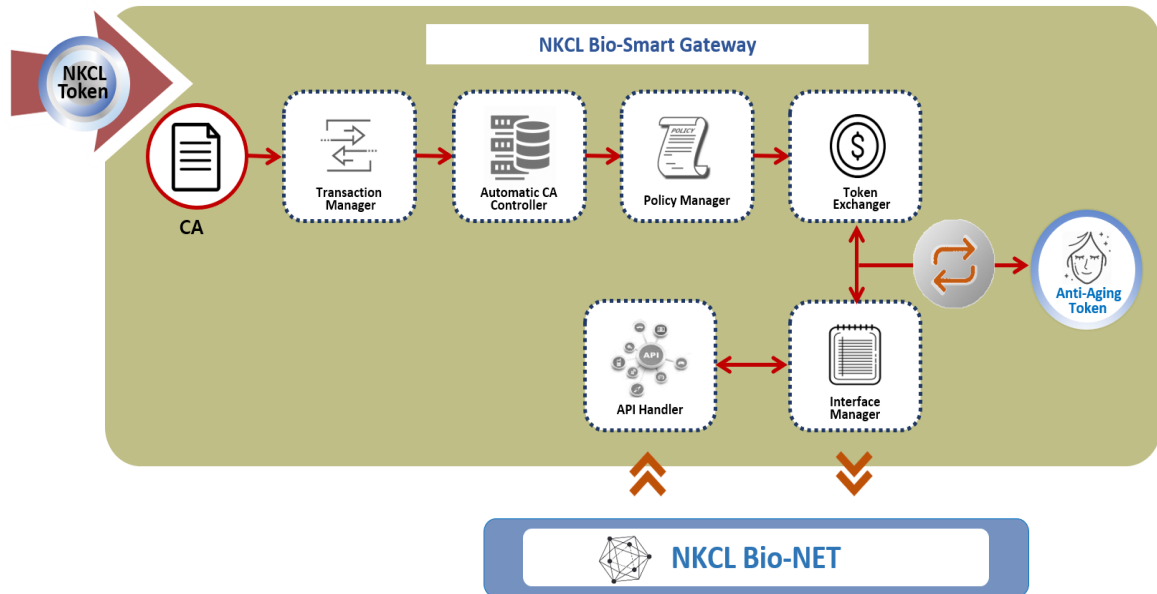 NKCL Bio-Smart Gateway
NKCL
Token
CA
Transaction
Manager
Automatic CA
Controller
POLICY
Policy Manager
$
Token
Exchanger
Anti-Aging
Token
API
API Handler
Interface
Manager
NKCL Bio-NET